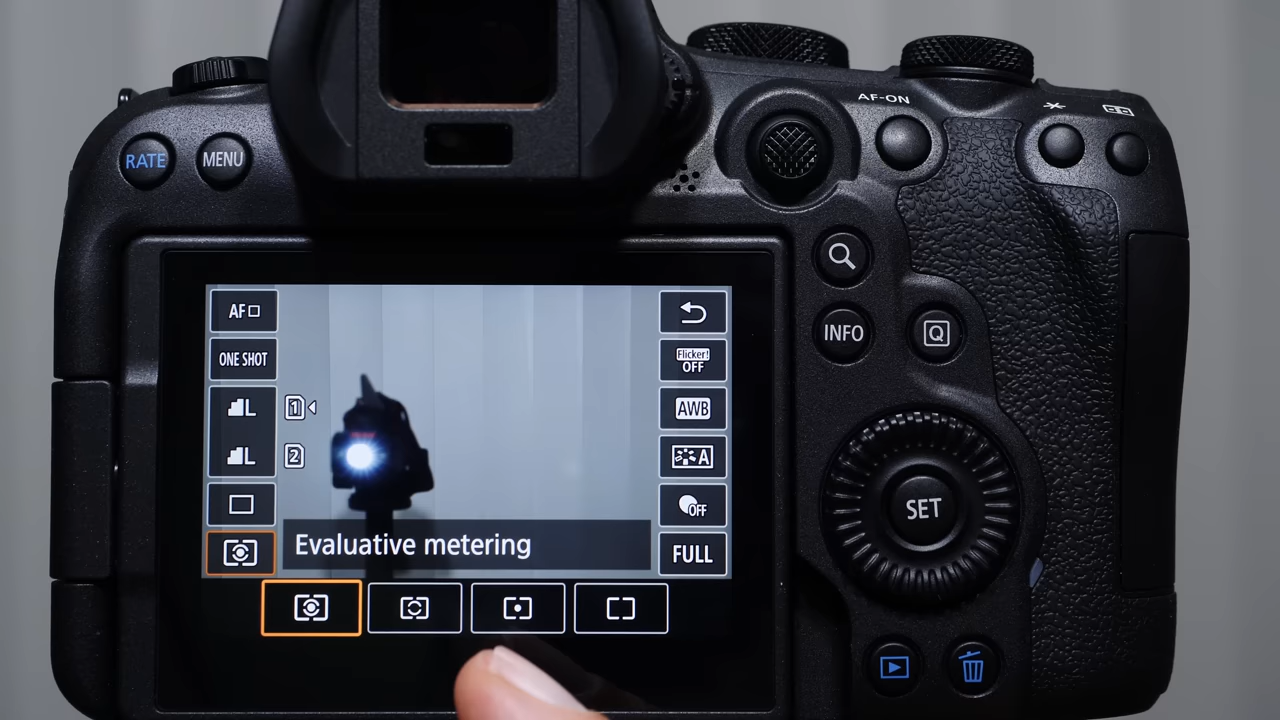 AF-ON
RATE
MENU
AF
ONE SHOT
Flicker!
OFF
L
1
AWB
L
2
A
OFF
Evaluative metering
FULL
INFO
Q
SET